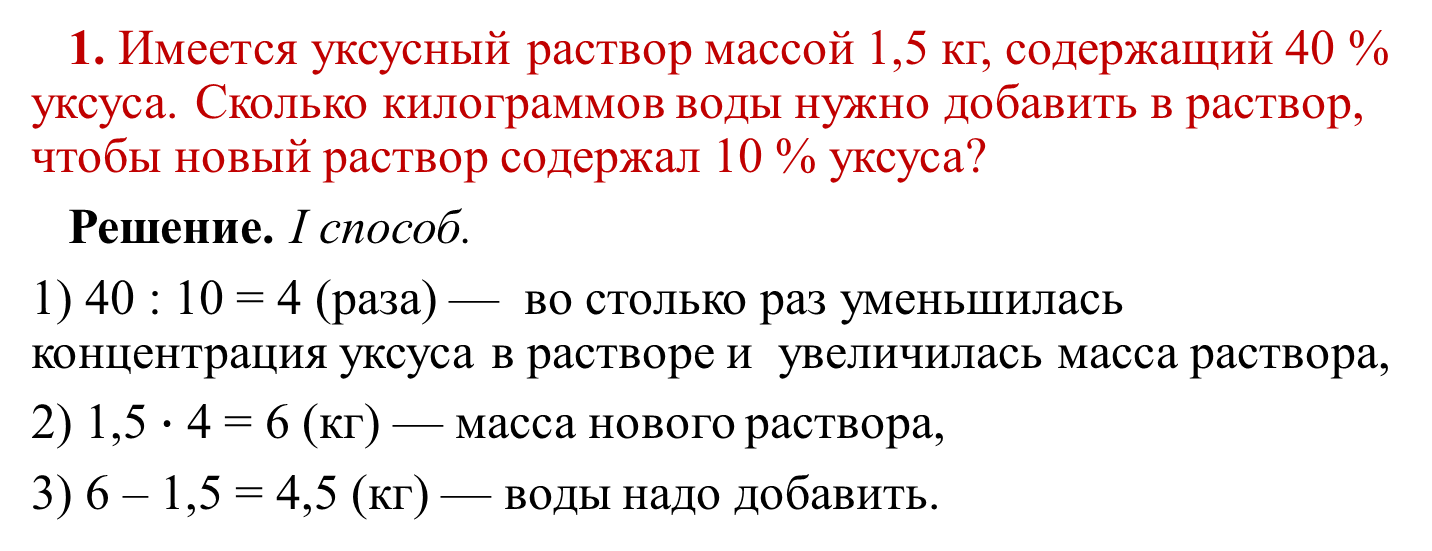 1. Имеется уксусный раствор массой 1,5 кг, содержащий 40 %
уксуса. Сколько килограммов воды нужно добавить в раствор,
чтобы новый раствор содержал 10 % уксуса?
Решение. I способ.
1) 40 : 10 = 4 (раза) — во столько раз уменьшилась
концентрация уксуса в растворе и увеличилась масса раствора,
2) 1,5 · 4 = 6 (кг) — масса нового раствора,
3) 6 – 1,5 = 4,5 (кг) — воды надо добавить.